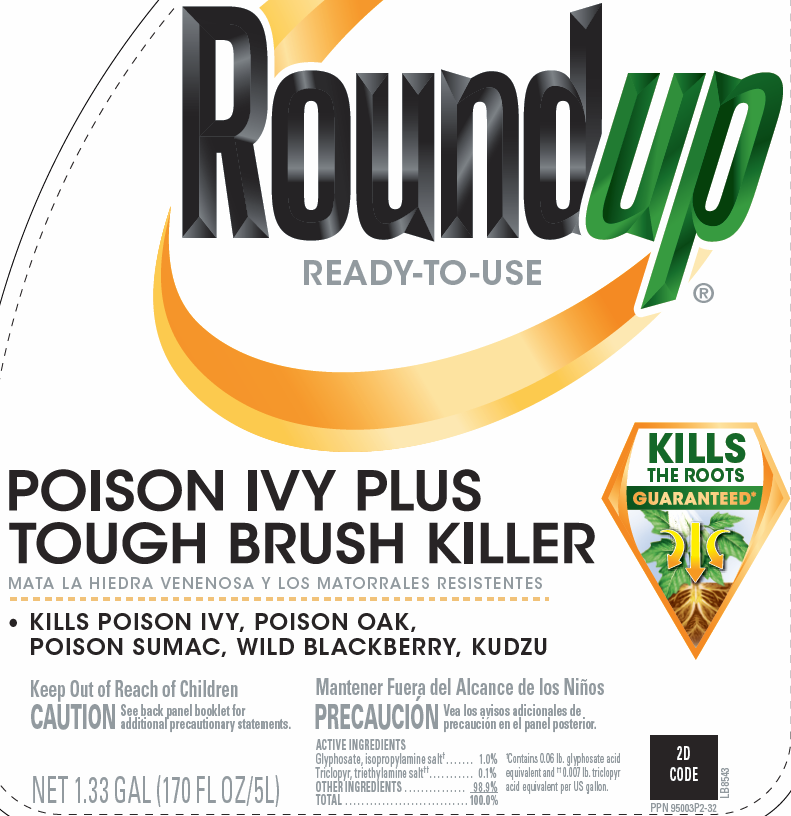 Roundup
READY-TO-USE
®
KILLS
THE ROOTS
GUARANTEED*
POISON IVY PLUS
TOUGH BRUSH KILLER
MATA LA HIEDRA VENENOSA Y LOS MATORRALES RESISTENTES
• KILLS POISON IVY, POISON OAK,
POISON SUMAC, WILD BLACKBERRY, KUDZU
Keep Out of Reach of Children
CAUTION See back panel booklet for
additional precautionary statements.
Mantener Fuera del Alcance de los Niños
PRECAUCIÓN Vea los avisos adicionales de
precaución en el panel posterior.
ACTIVE INGREDIENTS
Glyphosate, isopropylamine salt† ....... 1.0%
Triclopyr, triethylamine salt†† ........... 0.1%
OTHER INGREDIENTS ................ 98.9%
TOTAL ............................... 100.0%
†Contains 0.06 lb. glyphosate acid
equivalent and ††0.007 lb. triclopyr
acid equivalent per US gallon.
NET 1.33 GAL (170 FL OZ/5L)
2D
CODE
LB8543
PPN 95003P2-32